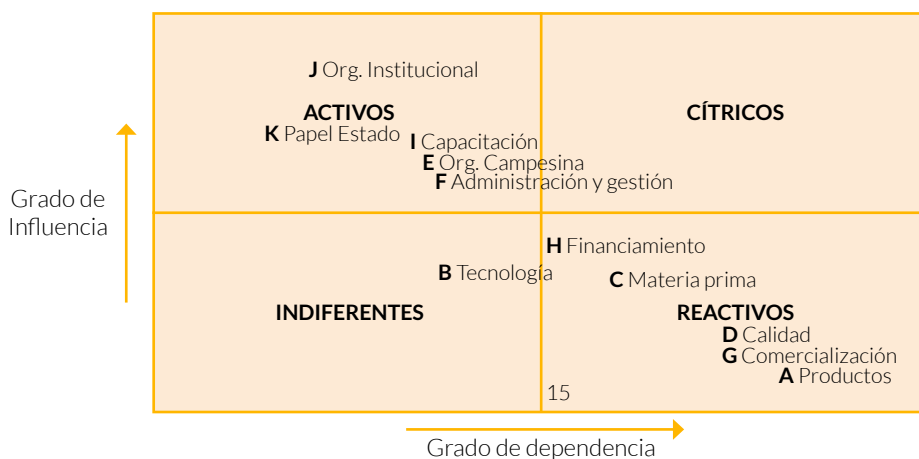 J Org. Institucional
ACTIVOS
CÍTRICOS
K Papel Estado
I Capacitación
E Org. Campesina
F Administración y gestión
Grado de
Influencia
H Financiamiento
B Tecnología
C Materia prima
INDIFERENTES
REACTIVOS
D Calidad
G Comercialización
A Productos
15
Grado de dependencia